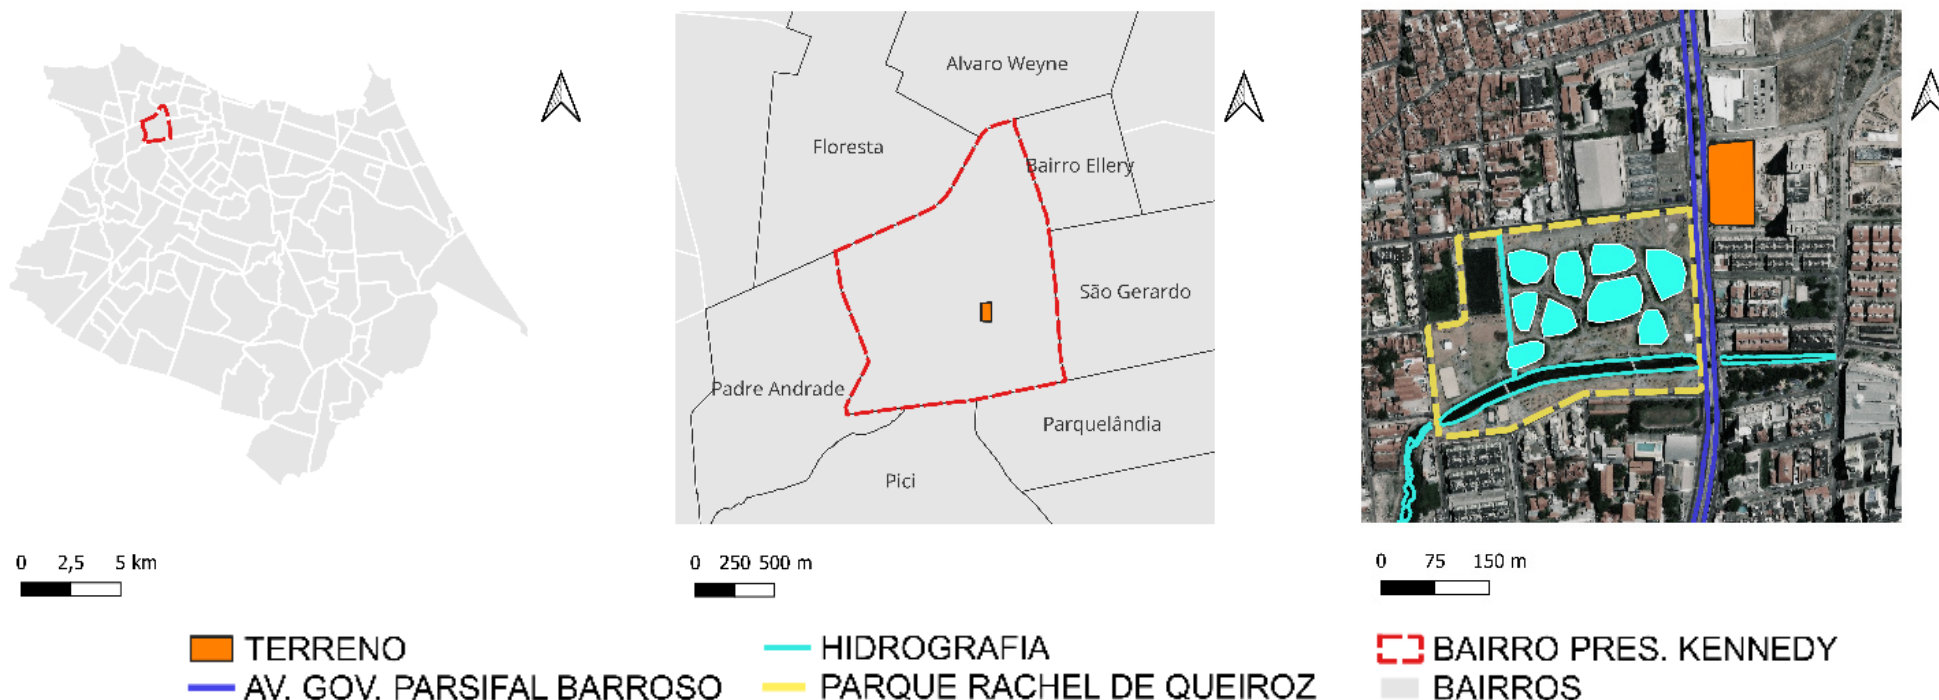 Alvaro Weyne
Floresta
Bairro Ellery
São Gerardo
Padre Andrade
Parquelândia
Pici
0 2,5 5 km
0 250 500 m
0 75 150 m
TERRENO
HIDROGRAFIA
BAIRRO PRES. KENNEDY
AV. GOV. PARSIFAL BARROSO
PARQUE RACHEL DE QUEIROZ
BAIRROS